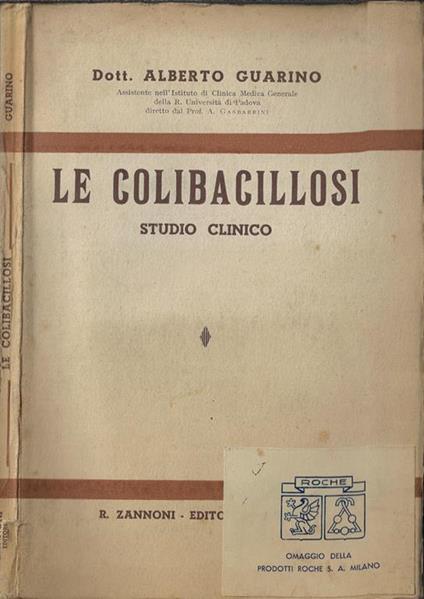 Dott. ALBERTO GUARINO
Assistente nell'Istituto di Clinica Medica Generale
della R. Università di Padova
diretto dal Prof. A. GASBARRINI
LE COLIBACILLOSI
STUDIO CLINICO
R. ZANNONI - EDITO
ROCHE
OMAGGIO DELLA
PRODOTTI ROCHE S. A. MILANO
GUARINO
LE COLIBACILLOSI